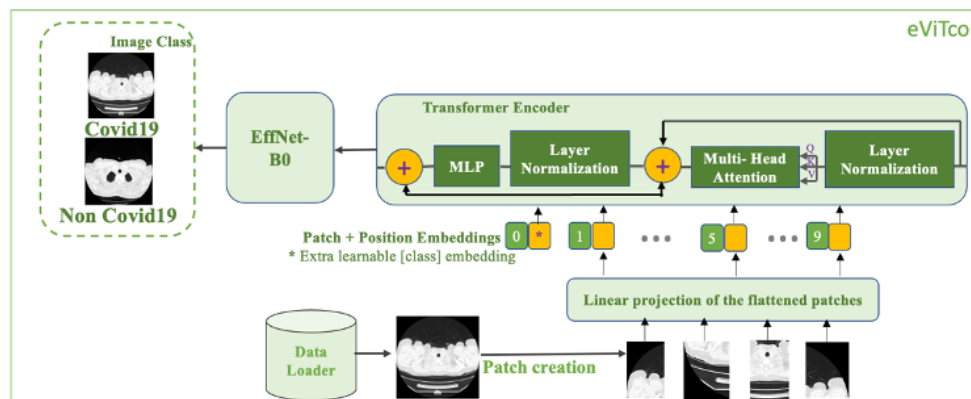 eViTco
Image Class
Covid19
Non Covid19
EffNet-
B0
Transformer Encoder
MLP
Layer
Normalization
Multi- Head
Attention
Q
K
V
Layer
Normalization
Patch + Position Embeddings
* Extra learnable [class] embedding
0 *
1
5
9
Linear projection of the flattened patches
Data
Loader
Patch creation